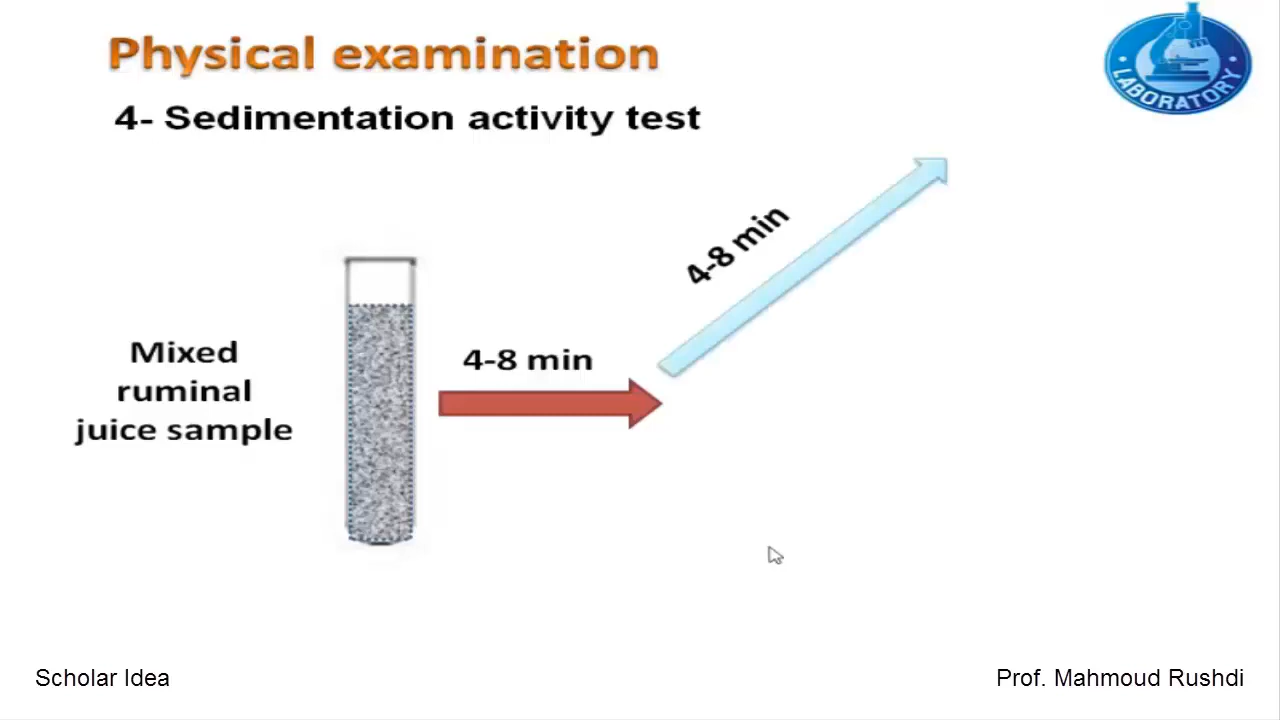 Physical examination
4- Sedimentation activity test
· LABORATORY ·
4-8 min
4-8 min
Mixed
ruminal
juice sample
Scholar Idea
Prof. Mahmoud Rushdi